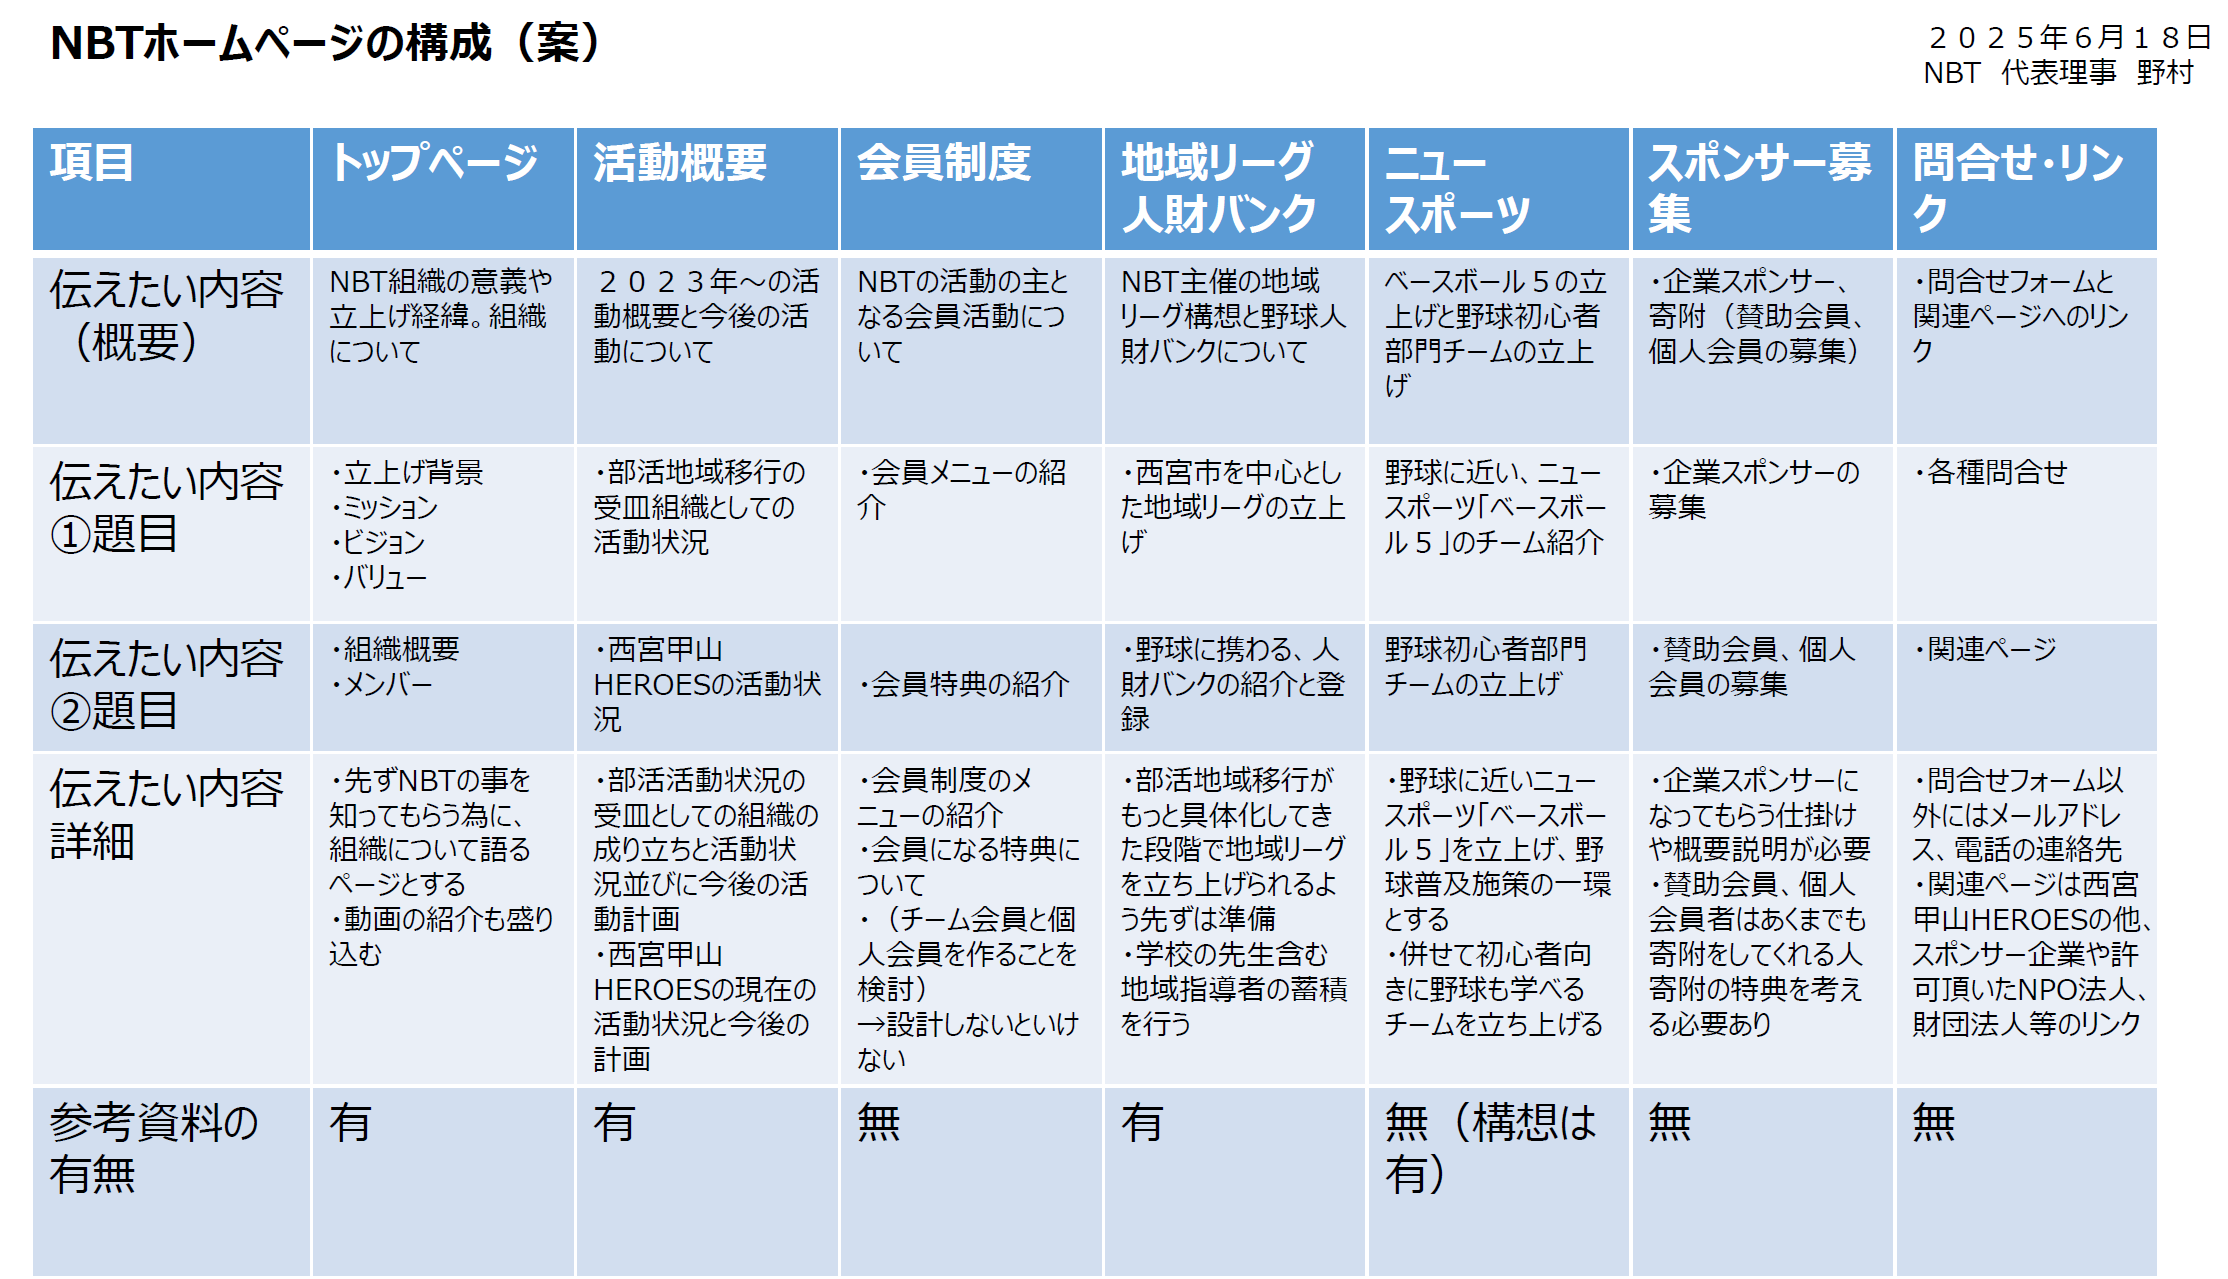 NBTホームページの構成（案）
２０２５年６月１８日
NBT　代表理事　野村
項目
トップページ
活動概要
会員制度
地域リーグ
人財バンク
ニュー
スポーツ
スポンサー募
集
問合せ・リン
ク
伝えたい内容
（概要）
NBT組織の意義や
立上げ経緯。組織
について
２０２３年～の活
動概要と今後の活
動について
NBTの活動の主と
なる会員活動につ
いて
NBT主催の地域
リーグ構想と野球人
財バンクについて
ベースボール５の立
上げと野球初心者
部門チームの立上
げ
・企業スポンサー、
寄附（賛助会員、
個人会員の募集）
・問合せフォームと
関連ページへのリン
ク
伝えたい内容
①題目
・立上げ背景
・ミッション
・ビジョン
・バリュー
・部活地域移行の
受皿組織としての
活動状況
・会員メニューの紹
介
・西宮市を中心とし
た地域リーグの立上
げ
野球に近い、ニュー
スポーツ「ベースボー
ル５」のチーム紹介
・企業スポンサーの
募集
・各種問合せ
伝えたい内容
②題目
・組織概要
・メンバー
・西宮甲山
HEROESの活動状
況
・会員特典の紹介
・野球に携わる、人
財バンクの紹介と登
録
野球初心者部門
チームの立上げ
・賛助会員、個人
会員の募集
・関連ページ
伝えたい内容
詳細
・先ずNBTの事を
知ってもらう為に、
組織について語る
ページとする
・動画の紹介も盛り
込む
・部活活動状況の
受皿としての組織の
成り立ちと活動状
況並びに今後の活
動計画
・西宮甲山
HEROESの現在の
活動状況と今後の
計画
・会員制度のメ
ニューの紹介
・会員になる特典に
ついて
・（チーム会員と個
人会員を作ることを
検討）
→設計しないといけ
ない
・部活地域移行が
もっと具体化してき
た段階で地域リーグ
を立ち上げられるよ
う先ずは準備
・学校の先生含む
地域指導者の蓄積
を行う
・野球に近いニュー
スポーツ「ベースボー
ル５」を立上げ、野
球普及施策の一環
とする
・併せて初心者向
きに野球も学べる
チームを立ち上げる
・企業スポンサーに
なってもらう仕掛け
や概要説明が必要
・賛助会員、個人
会員者はあくまでも
寄附をしてくれる人
寄附の特典を考え
る必要あり
・問合せフォーム以
外にはメールアドレ
ス、電話の連絡先
・関連ページは西宮
甲山HEROESの他、
スポンサー企業や許
可頂いたNPO法人、
財団法人等のリンク
参考資料の
有無
有
有
無
有
無（構想は
有）
無
無